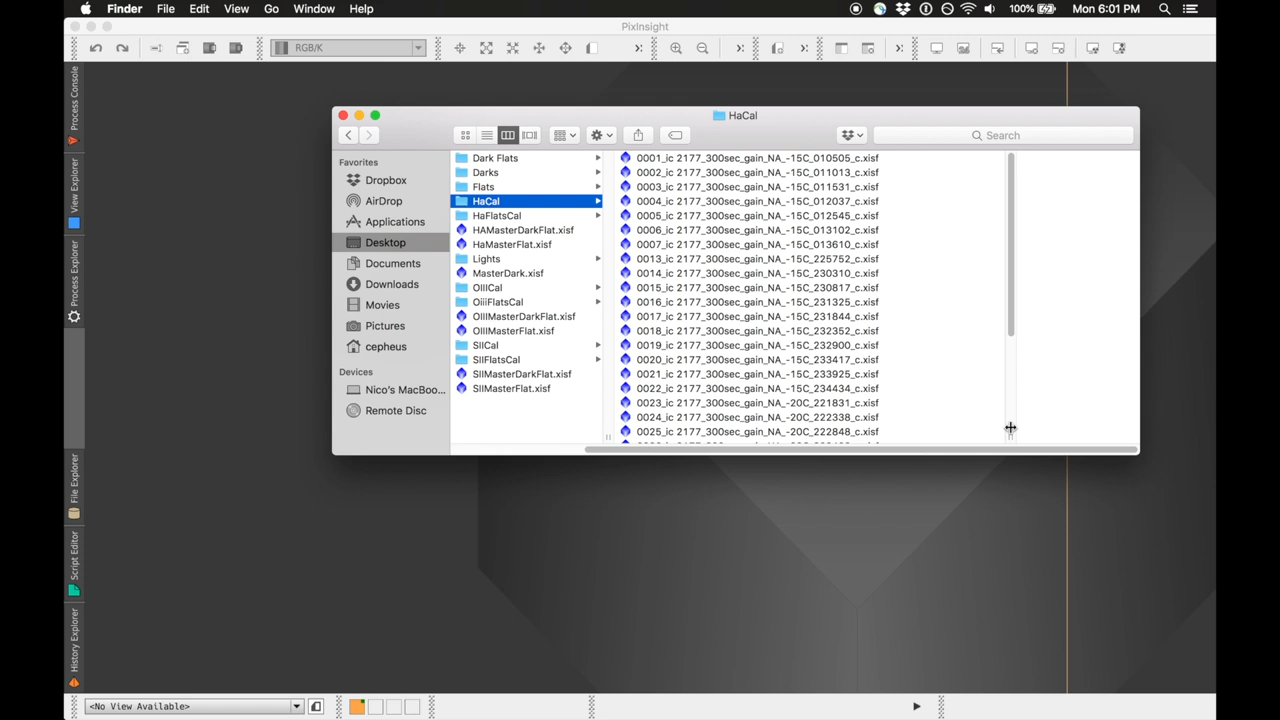 Finder File Edit View Go Window Help 100% Mon 6:01 PM
PixInsight
RGB/K
Process Console
View Explorer
Process Explorer
File Explorer
Script Editor
History Explorer
HaCal
Search
Favorites
Dropbox
AirDrop
Applications
Desktop
Documents
Downloads
Movies
Pictures
cepheus
Devices
Nico's MacBoo...
Remote Disc
Dark Flats
Darks
Flats
HaCal
HaFlatsCal
HAMasterDarkFlat.xisf
HaMasterFlat.xisf
Lights
MasterDark.xisf
OIIICal
OiiiFlatsCal
OIIIMasterDarkFlat.xisf
OIIIMasterFlat.xisf
SIICal
SIIFlatsCal
SIIMasterDarkFlat.xisf
SIIMasterFlat.xisf
0001_ic 2177_300sec_gain_NA_-15C_010505_c.xisf
0002_ic 2177_300sec_gain_NA_-15C_011013_c.xisf
0003_ic 2177_300sec_gain_NA_-15C_011531_c.xisf
0004_ic 2177_300sec_gain_NA_-15C_012037_c.xisf
0005_ic 2177_300sec_gain_NA_-15C_012545_c.xisf
0006_ic 2177_300sec_gain_NA_-15C_013102_c.xisf
0007_ic 2177_300sec_gain_NA_-15C_013610_c.xisf
0013_ic 2177_300sec_gain_NA_-15C_225752_c.xisf
0014_ic 2177_300sec_gain_NA_-15C_230310_c.xisf
0015_ic 2177_300sec_gain_NA_-15C_230817_c.xisf
0016_ic 2177_300sec_gain_NA_-15C_231325_c.xisf
0017_ic 2177_300sec_gain_NA_-15C_231844_c.xisf
0018_ic 2177_300sec_gain_NA_-15C_232352_c.xisf
0019_ic 2177_300sec_gain_NA_-15C_232900_c.xisf
0020_ic 2177_300sec_gain_NA_-15C_233417_c.xisf
0021_ic 2177_300sec_gain_NA_-15C_233925_c.xisf
0022_ic 2177_300sec_gain_NA_-15C_234434_c.xisf
0023_ic 2177_300sec_gain_NA_-20C_221831_c.xisf
0024_ic 2177_300sec_gain_NA_-20C_222338_c.xisf
0025_ic 2177_300sec_gain_NA_-20C_222848_c.xisf
<No View Available>